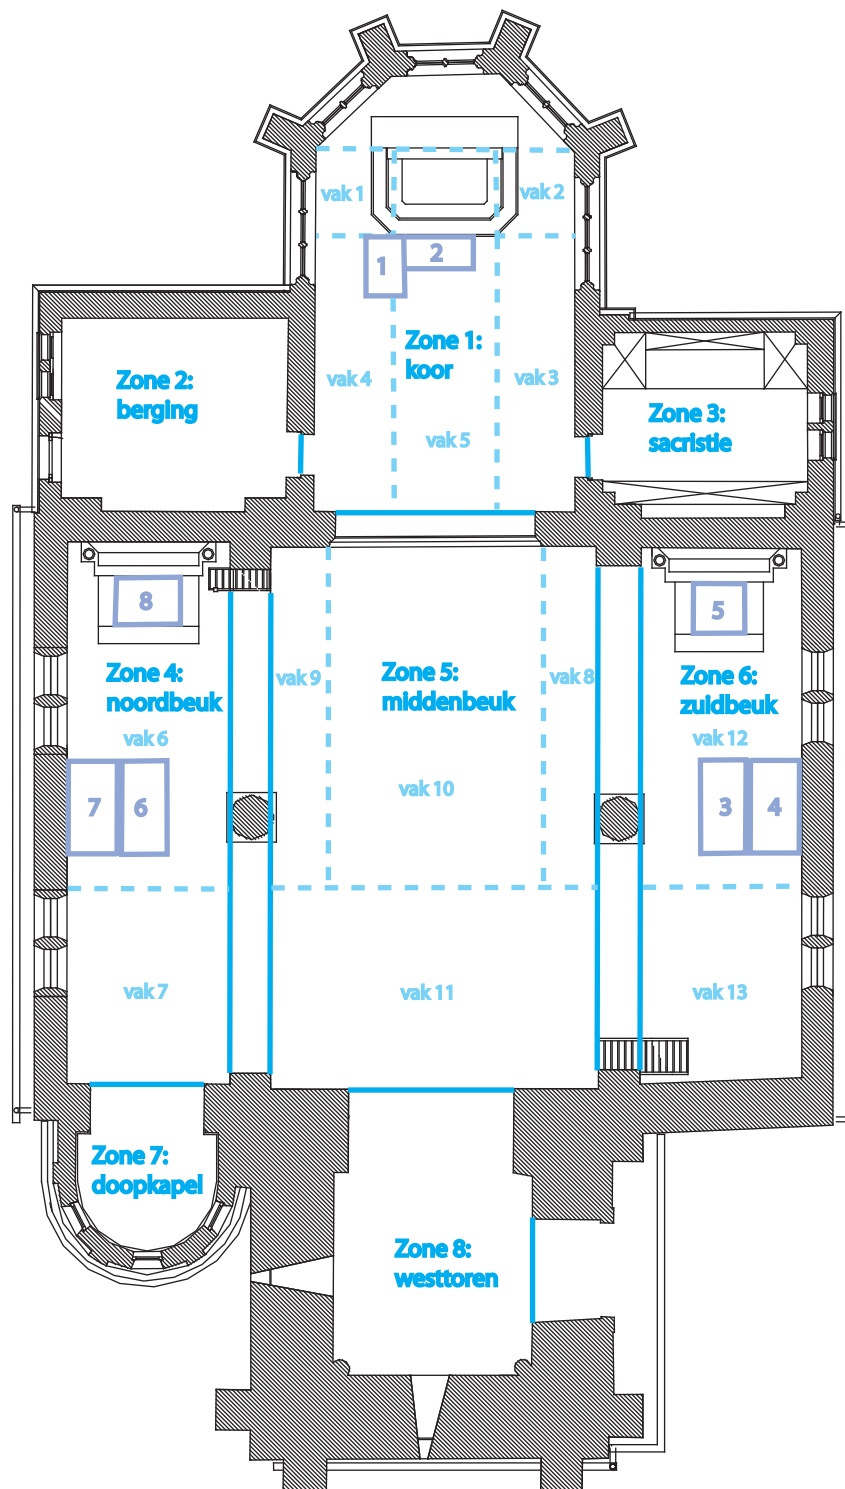 vak 1
vak 2
1
2
Zone 1:
koor
vak 4
vak 3
vak 5
Zone 2:
berging
Zone 3:
sacristie
8
5
Zone 4:
noordbeuk
vak 6
vak 9
Zone 5:
middenbeuk
vak 8
vak 10
Zone 6:
zuidbeuk
vak 12
7
6
3
4
vak 7
vak 11
vak 13
Zone 7:
doopkapel
Zone 8:
westtoren